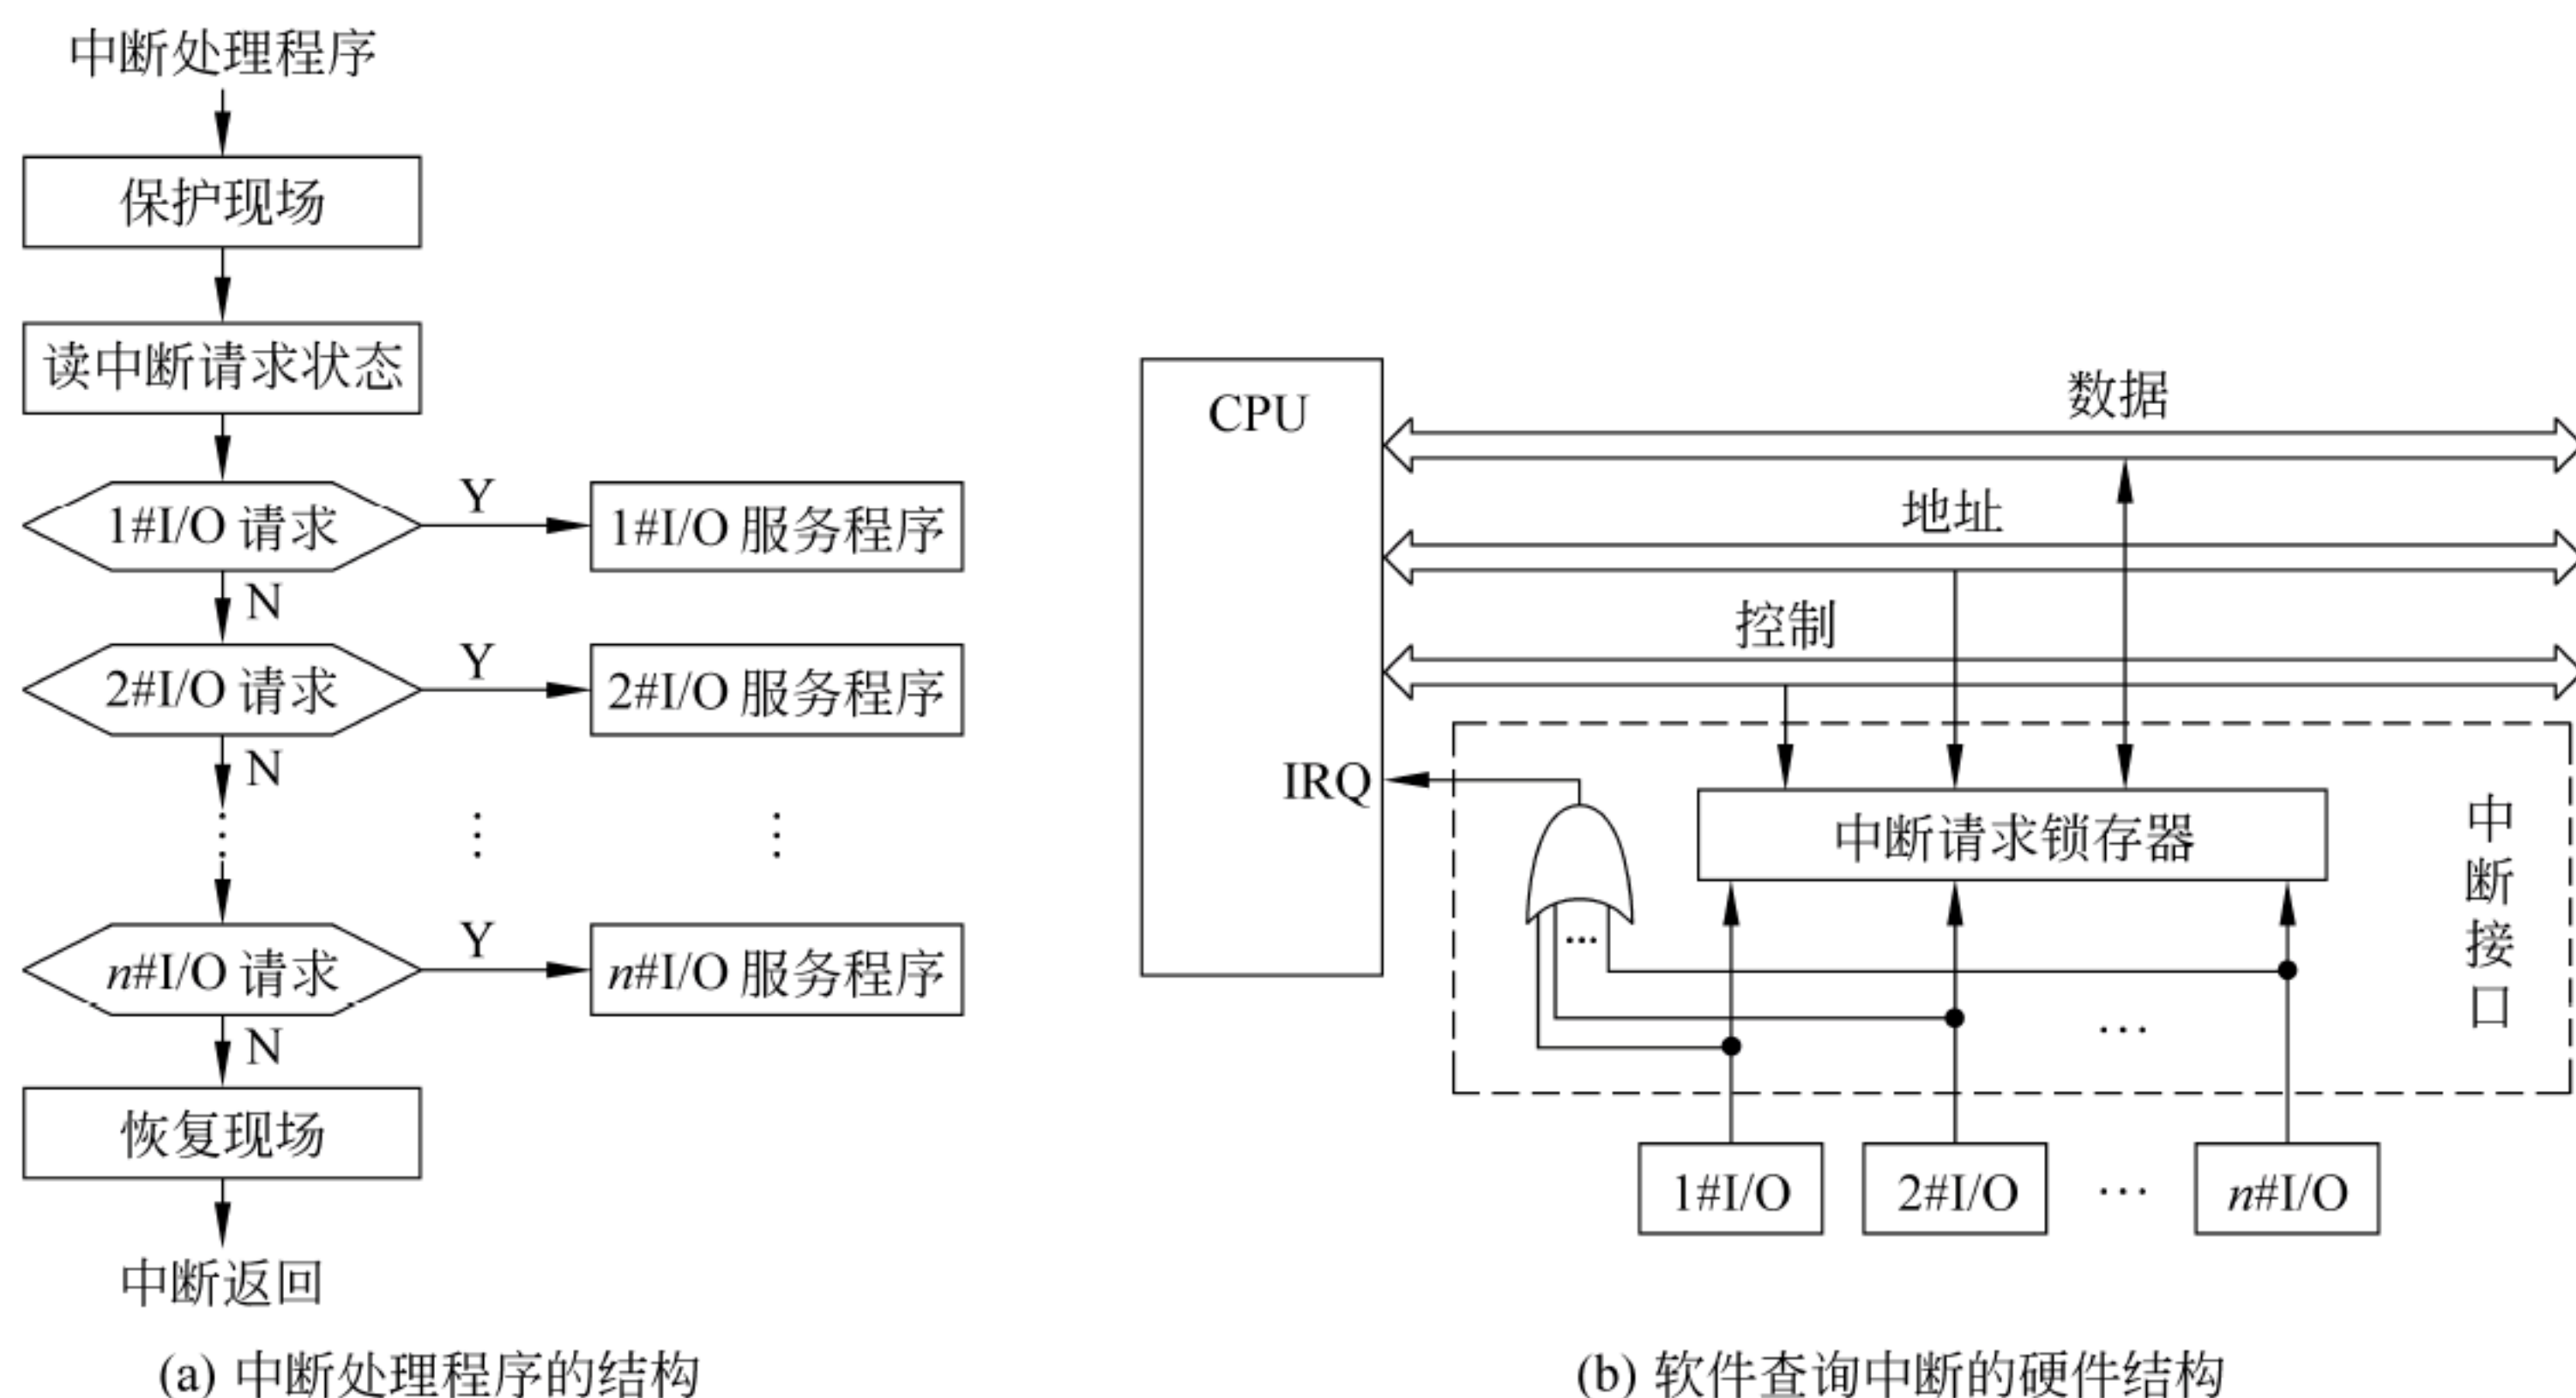 中断处理程序
保护现场
读中断请求状态
1#I/O 请求
Y
1#I/O 服务程序
N
2#I/O 请求
Y
2#I/O 服务程序
N
⋮
⋮
⋮
n#I/O 请求
Y
n#I/O 服务程序
N
恢复现场
中断返回
(a) 中断处理程序的结构
CPU
数据
地址
控制
IRQ
中断请求锁存器
中断接口
...
...
1#I/O
2#I/O
...
n#I/O
(b) 软件查询中断的硬件结构